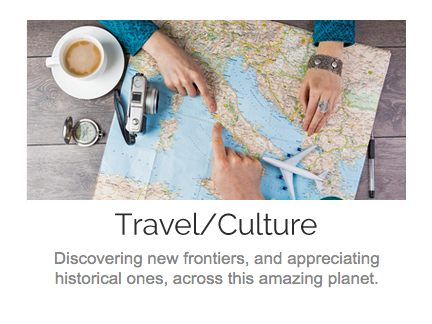 Travel/Culture
Discovering new frontiers, and appreciating
historical ones, across this amazing planet.